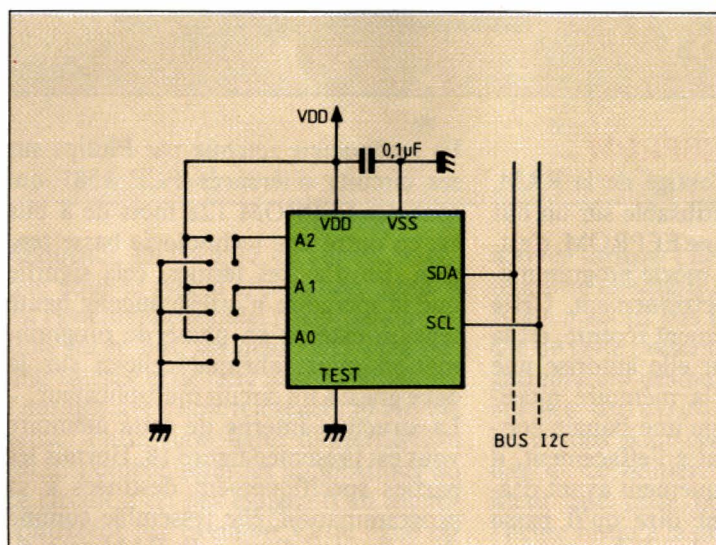 VDD
0,1µF
VDD VSS
A2
SDA
A1
SCL
A0
TEST
BUS I2C